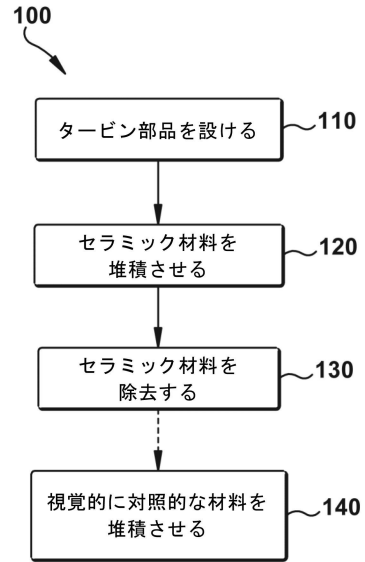 100
タービン部品を設ける
110
セラミック材料を
堆積させる
120
セラミック材料を
除去する
130
視覚的に対照的な材料を
堆積させる
140